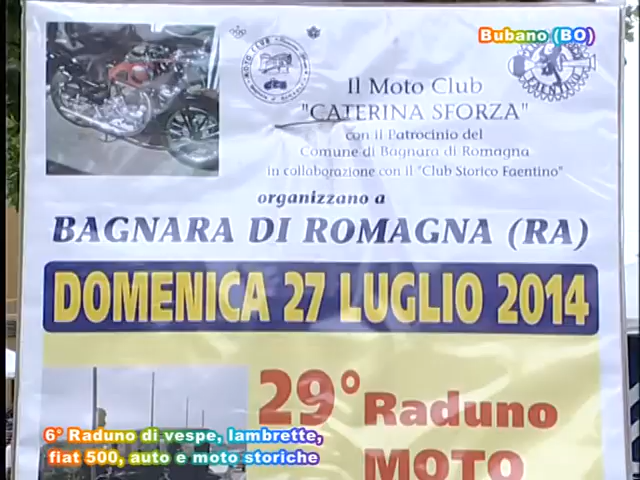 Bubano (BO)
MOTO CLUB
Il Moto Club
"CATERINA SFORZA"
con il Patrocinio del
Comune di Bagnara di Romagna
in collaborazione con il "Club Storico Faentino"
organizzano a
BAGNARA DI ROMAGNA (RA)
DOMENICA 27 LUGLIO 2014
29° Raduno
MOTO
6° Raduno di vespe, lambrette,
fiat 500, auto e moto storiche